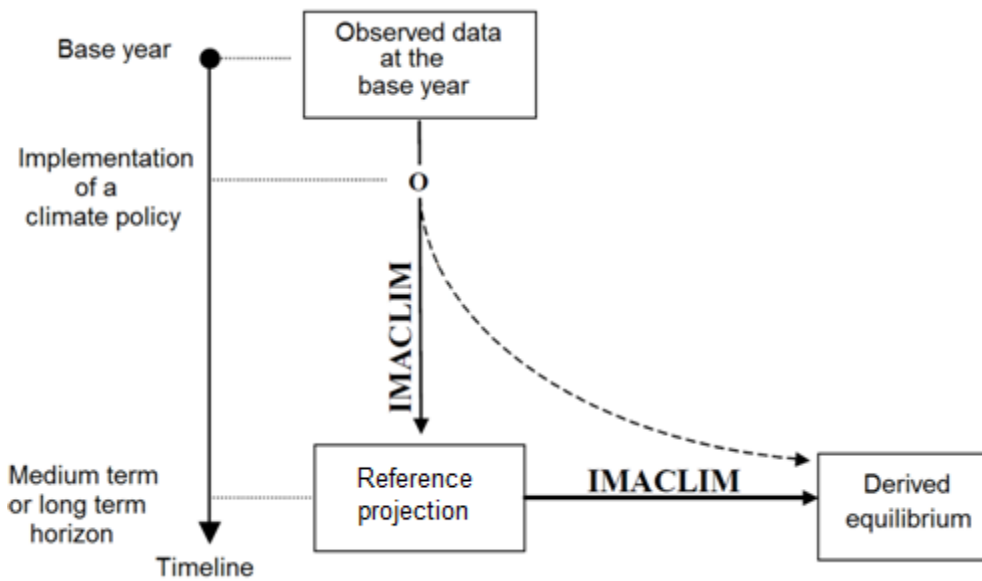 Base year
Observed data
at the
base year
Implementation
of a
climate policy
O
IMACLIM
Medium term
or long term
horizon
Reference
projection
IMACLIM
Derived
equilibrium
Timeline